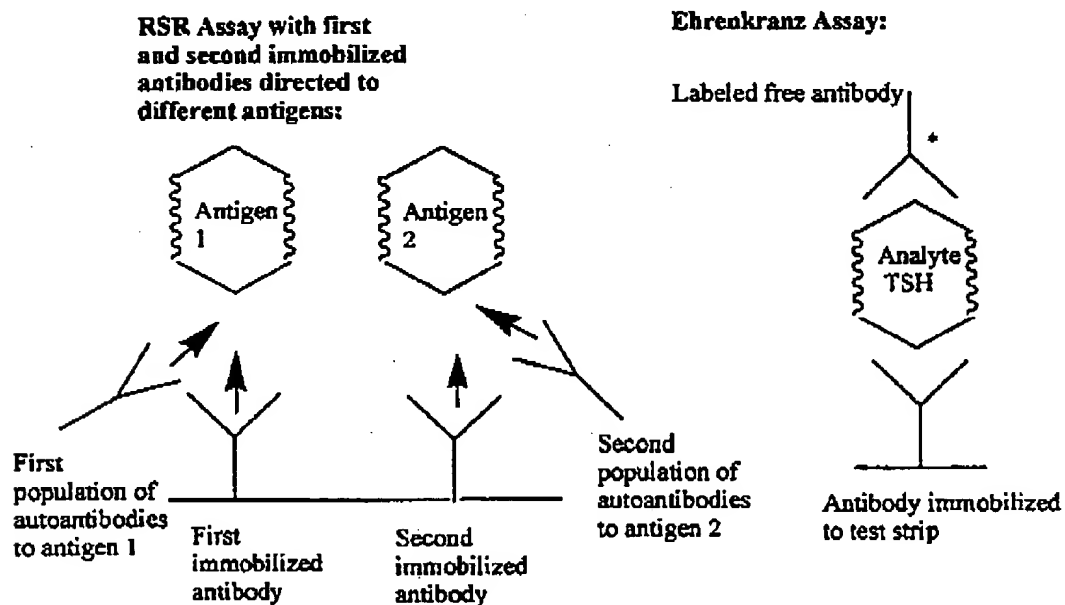 RSR Assay with first
and second immobilized
antibodies directed to
different antigens:
Antigen
1
Antigen
2
First
population of
autoantibodies
to antigen 1
First
immobilized
antibody
Second
immobilized
antibody
Second
population of
autoantibodies
to antigen 2
Ehrenkranz Assay:
Labeled free antibody
*
Analyte
TSH
Antibody immobilized
to test strip